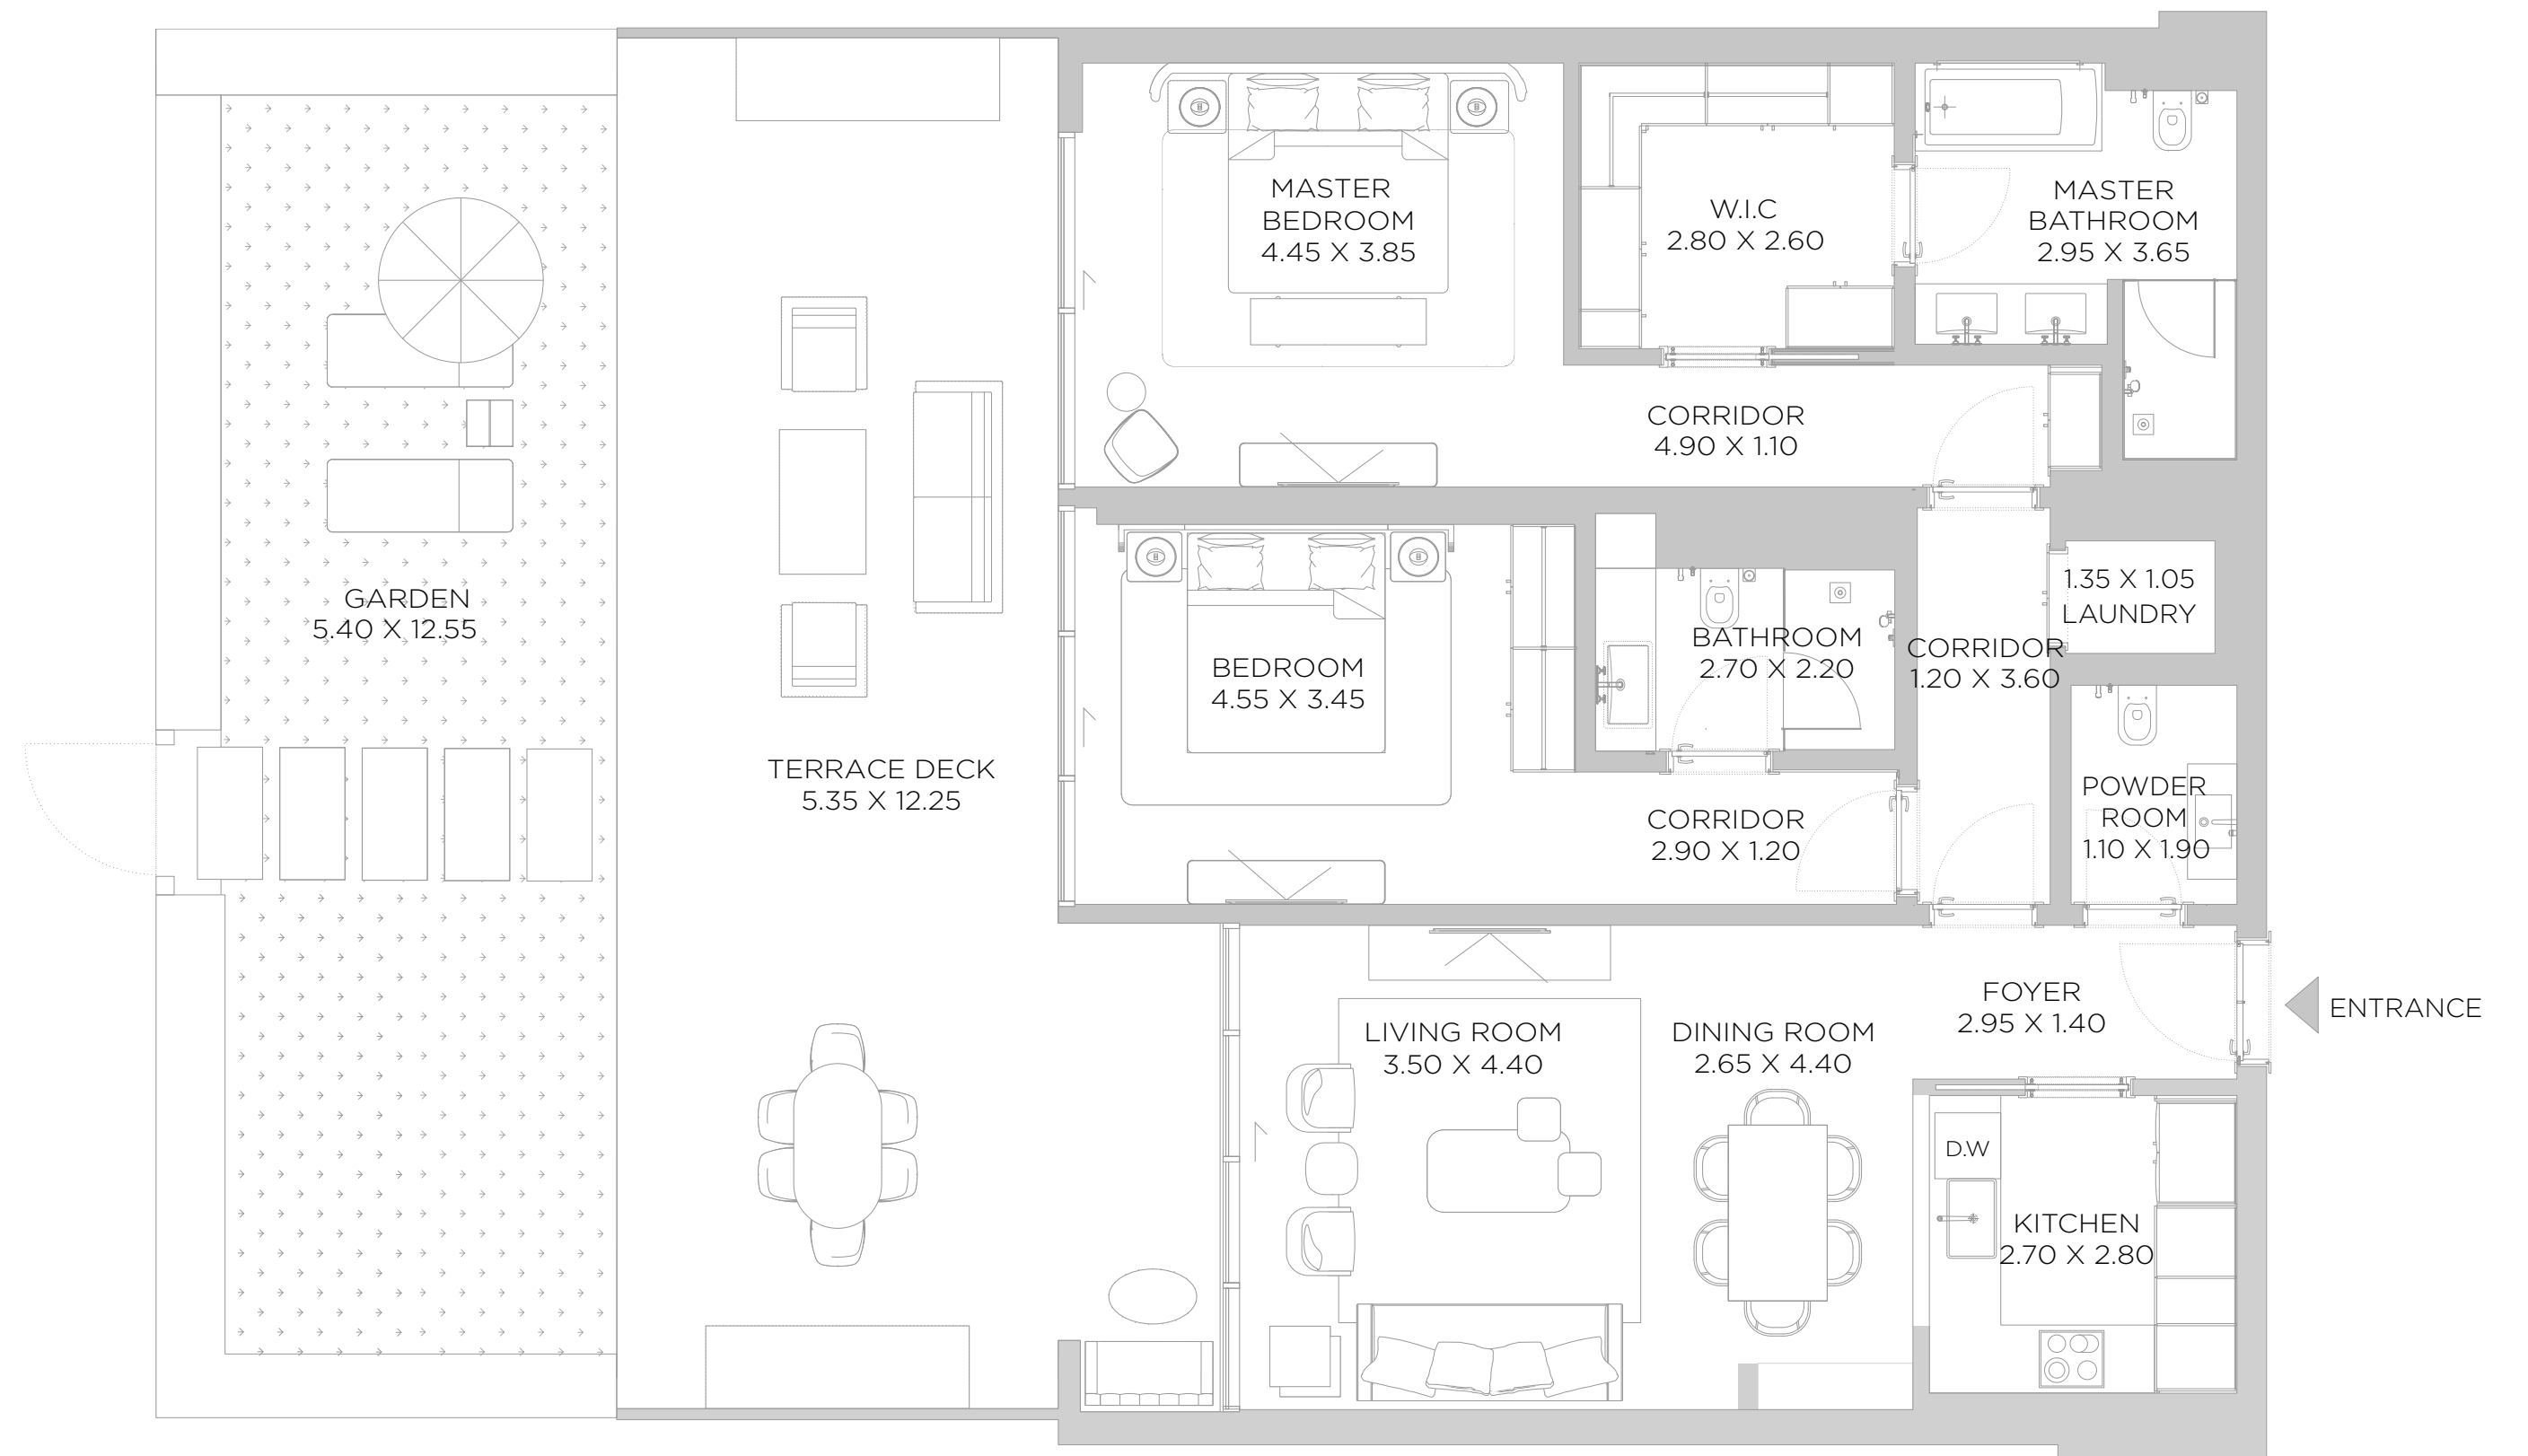 MASTER
BEDROOM
4.45 X 3.85
W.I.C
2.80 X 2.60
MASTER
BATHROOM
2.95 X 3.65
CORRIDOR
4.90 X 1.10
GARDEN
5.40 X 12.55
BEDROOM
4.55 X 3.45
BATHROOM
2.70 X 2.20
CORRIDOR
1.20 X 3.60
1.35 X 1.05
LAUNDRY
TERRACE DECK
5.35 X 12.25
CORRIDOR
2.90 X 1.20
POWDER
ROOM
1.10 X 1.90
LIVING ROOM
3.50 X 4.40
DINING ROOM
2.65 X 4.40
FOYER
2.95 X 1.40
ENTRANCE
D.W
KITCHEN
2.70 X 2.80